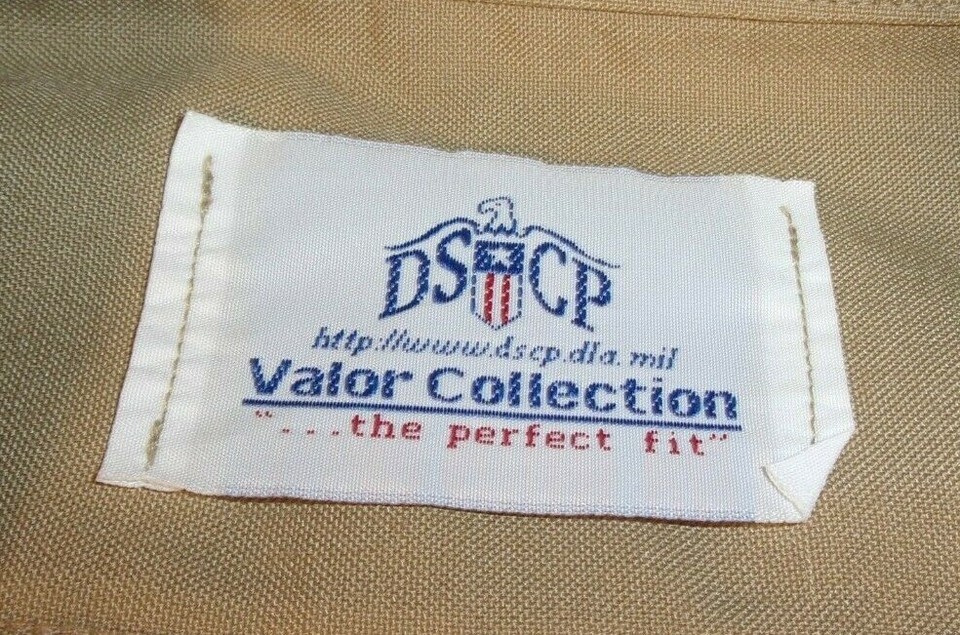 DSCP
http://www.dscp.dla.mil
Valor Collection
"...the perfect fit"